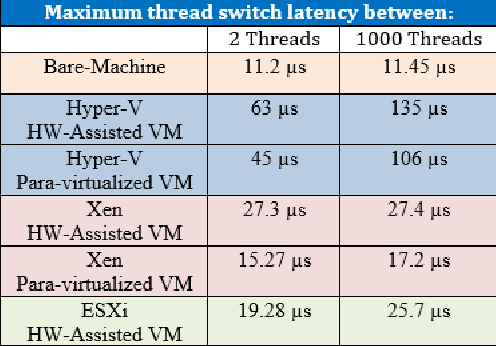 Maximum thread switch latency between:
2 Threads 1000 Threads
Bare-Machine 11.2 µs 11.45 µs
Hyper-V 63 µs 135 µs
HW-Assisted VM
Hyper-V 45 µs 106 µs
Para-virtualized VM
Xen 27.3 µs 27.4 µs
HW-Assisted VM
Xen 15.27 µs 17.2 µs
Para-virtualized VM
ESXi 19.28 µs 25.7 µs
HW-Assisted VM